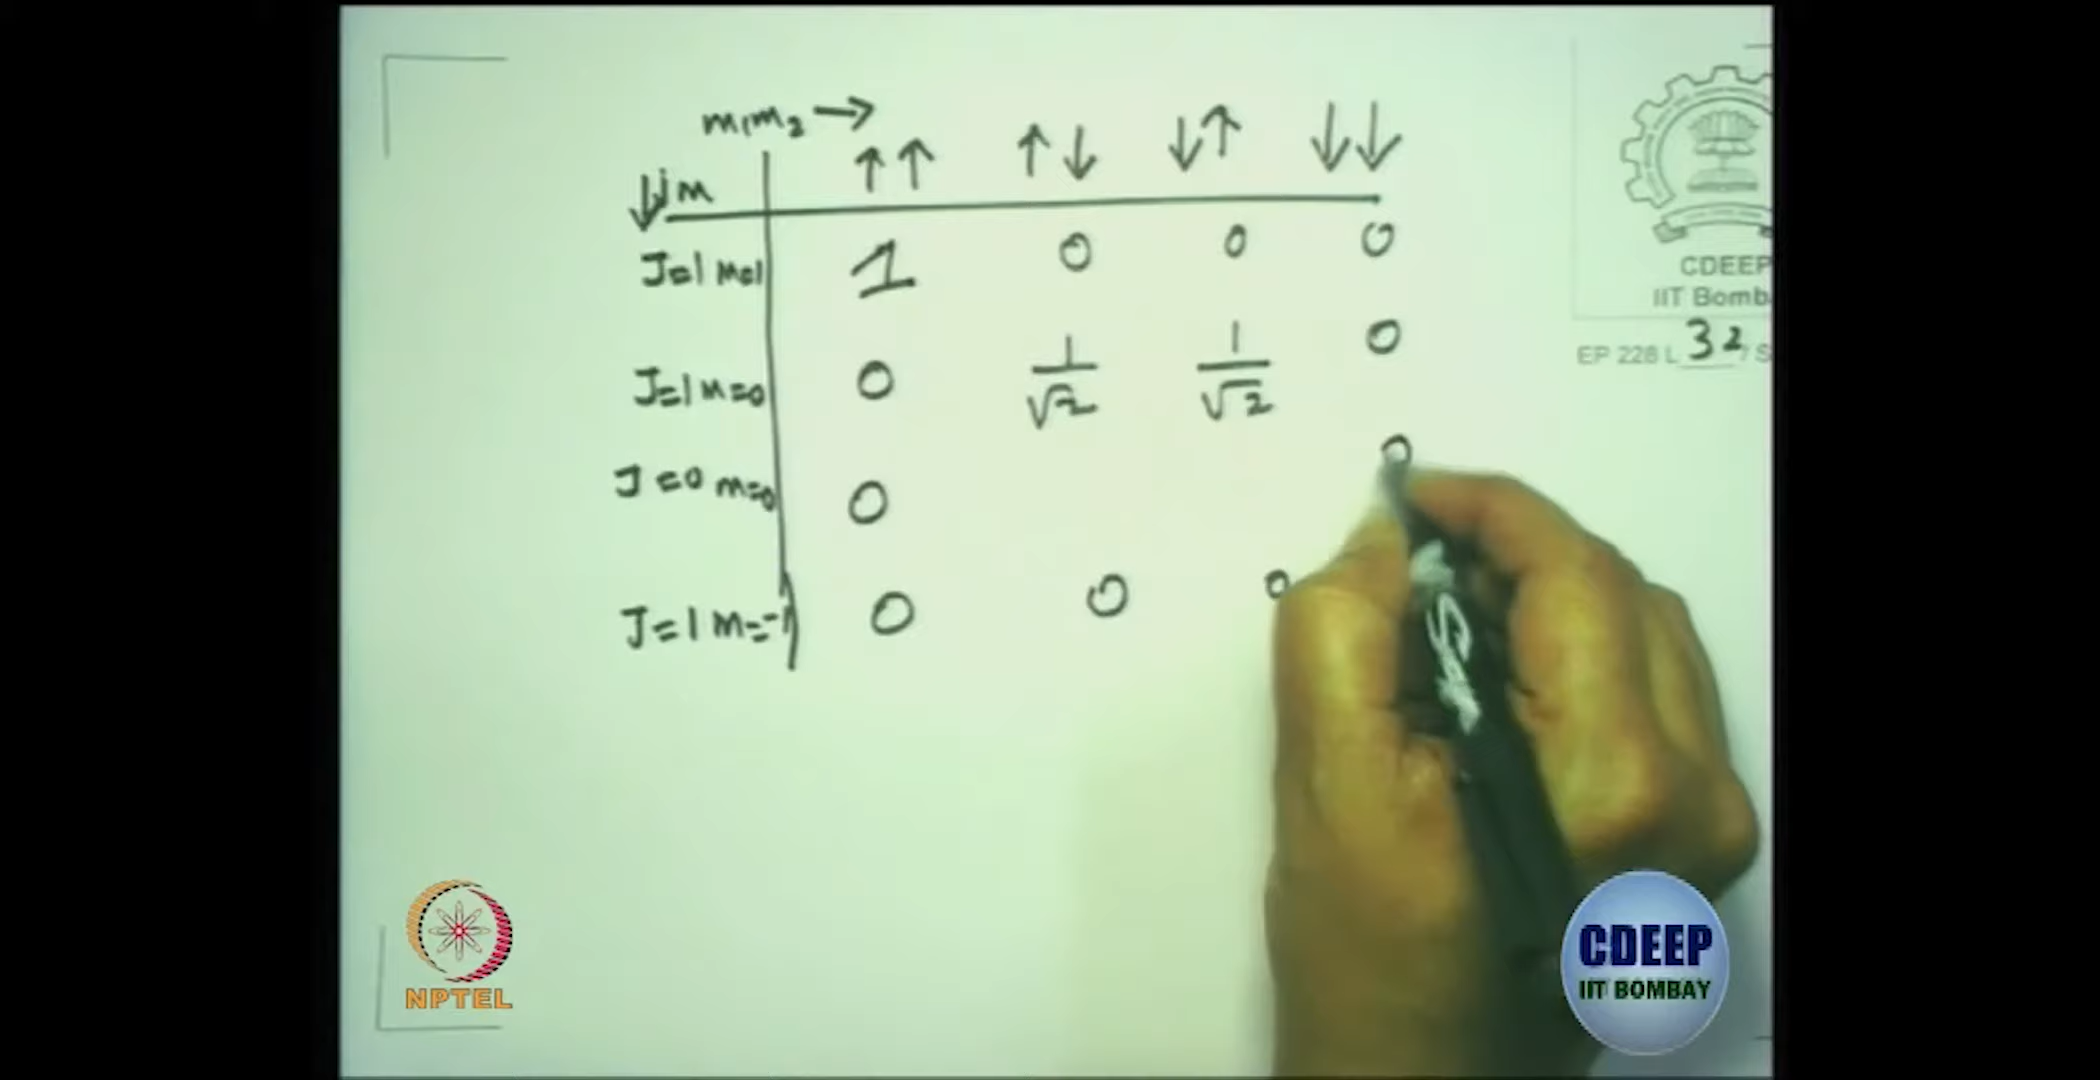 m₁m₂ → ↑↑ ↑↓ ↓↑ ↓↓
↓jm
J=1 m=1 1 0 0 0
J=1 m=0 0 1/√2 1/√2 0
J=0 m=0 0 0
J=1 m=-1 0 0 0
CDEEP
IIT Bomb
EP 228 L 32 / S
NPTEL
CDEEP
IIT BOMBAY